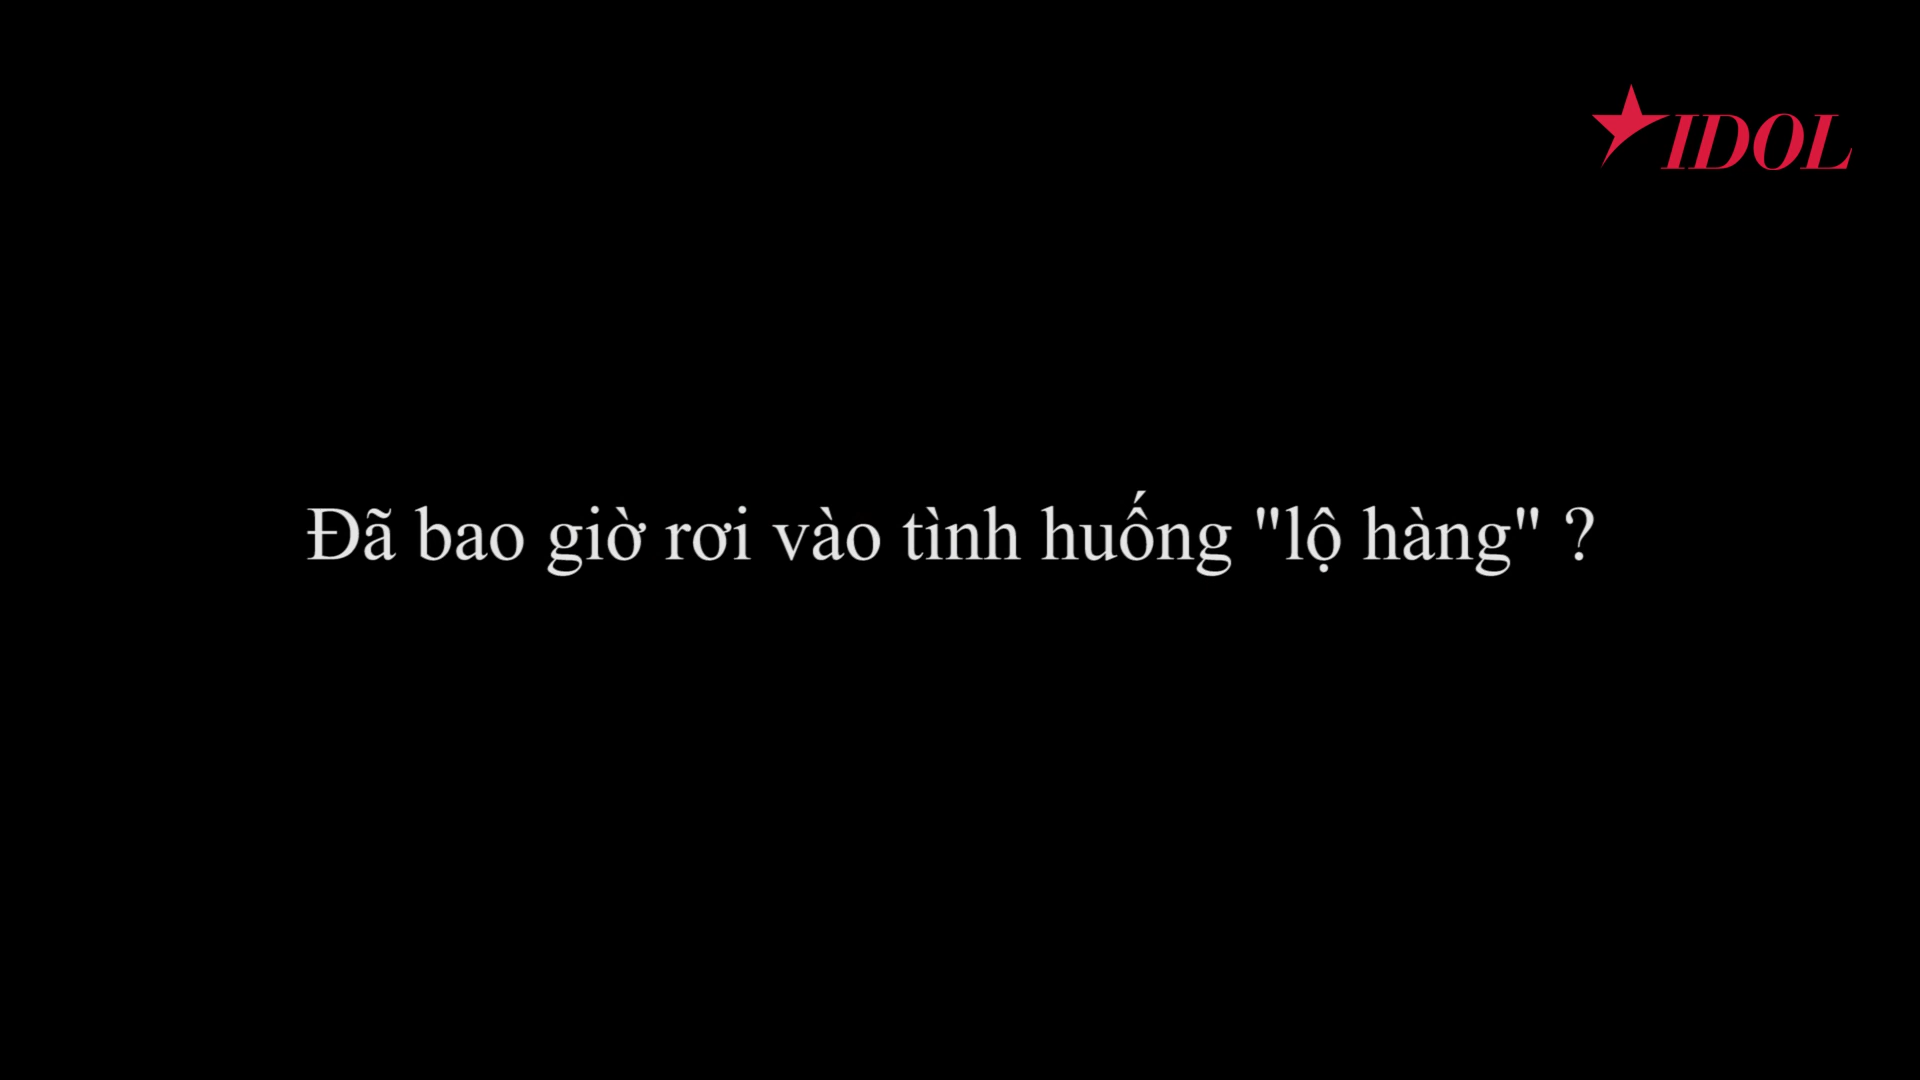 IDOL
Đã bao giờ rơi vào tình huống "lộ hàng" ?